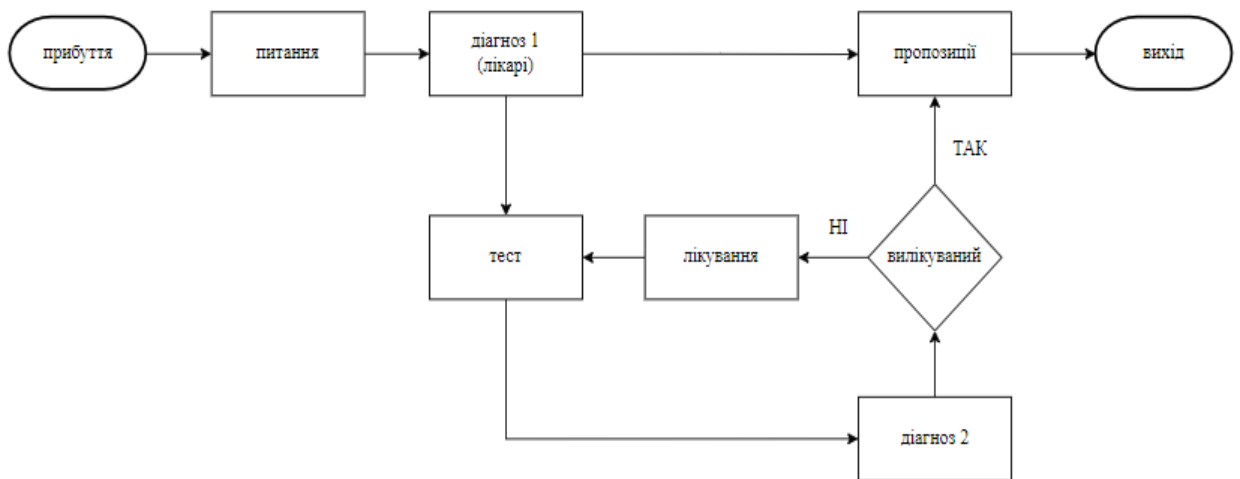 прибуття
питання
діагноз 1
(лікарі)
пропозиції
вихід
ТАК
НІ
тест
лікування
вилікуваний
діагноз 2